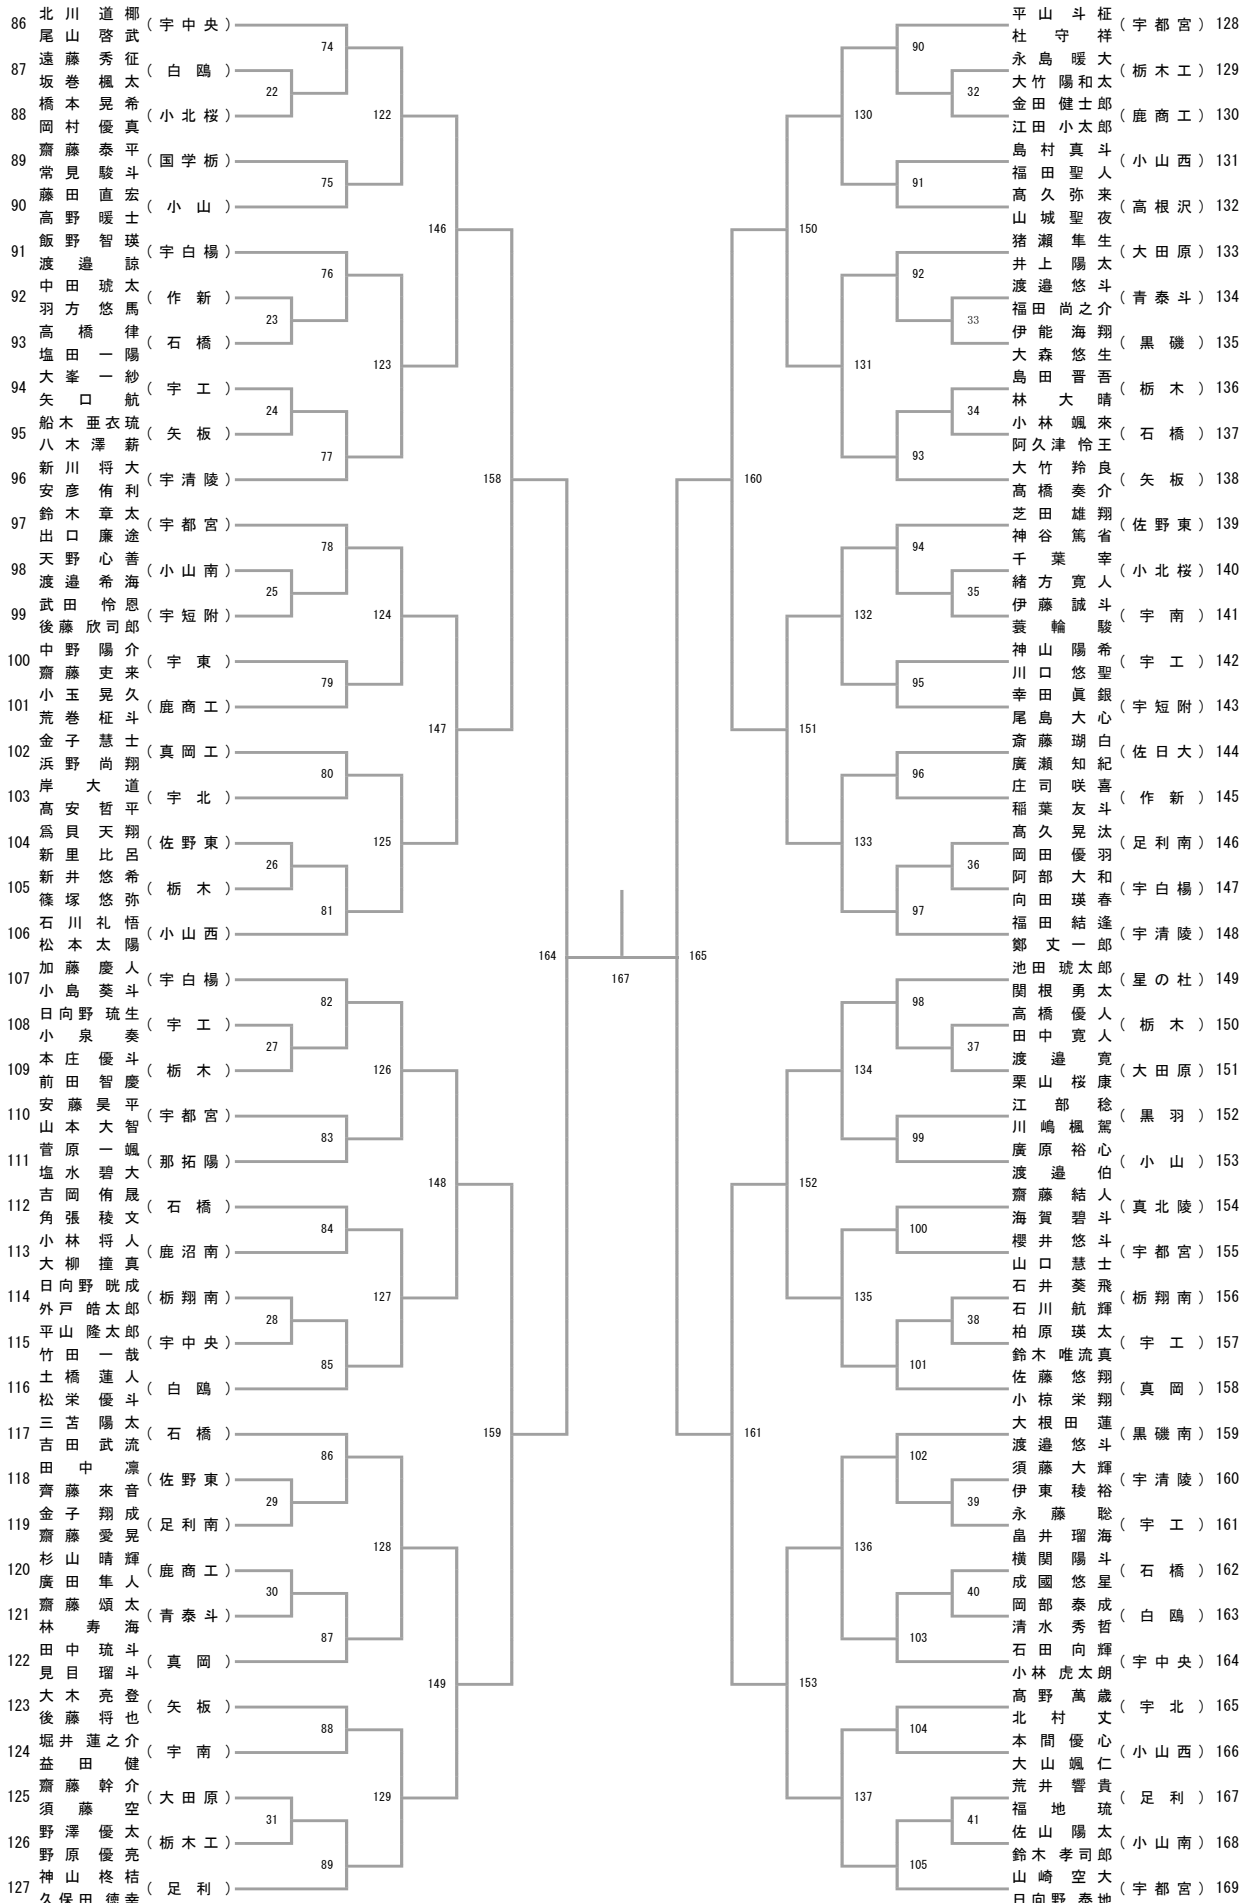 86 北川道椰 尾山啓武 (宇中央)
87 遠藤秀征 坂巻楓太 (白鴎)
88 橋本晃希 岡村優真 (小北桜)
89 齋藤泰平 常見駿斗 (国学栃)
90 藤田直宏 高野暖士 (小山)
91 飯野智瑛 渡邉諒 (宇白楊)
92 中田琥太 羽方悠馬 (作新)
93 高橋律 塩田一陽 (石橋)
94 大峯一紗 矢口航 (宇工)
95 船木亜衣琉 八木澤薪 (矢板)
96 新川将大 安彦侑利 (宇清陵)
97 鈴木章太 出口廉途 (宇都宮)
98 天野心善 渡邉希海 (小山南)
99 武田怜恩 後藤欣司郎 (宇短附)
100 中野陽介 齋藤吏来 (宇東)
101 小玉晃久 荒巻柾斗 (鹿商工)
102 金子慧士 浜野尚翔 (真岡工)
103 岸大道 髙安哲平 (宇北)
104 爲貝天翔 新里比呂 (佐野東)
105 新井悠希 篠塚悠弥 (栃木)
106 石川礼悟 松本太陽 (小山西)
107 加藤慶人 小島葵斗 (宇白楊)
108 日向野琉生 小泉奏 (宇工)
109 本庄優斗 前田智慶 (栃木)
110 安藤昊平 山本大智 (宇都宮)
111 菅原一颯 塩水碧大 (那拓陽)
112 吉岡侑晟 角張稜文 (石橋)
113 小林将人 大柳撞真 (鹿沼南)
114 日向野晄成 外戸皓太郎 (栃翔南)
115 平山隆太郎 竹田一哉 (宇中央)
116 土橋蓮人 松栄優斗 (白鴎)
117 三苫陽太 吉田武流 (石橋)
118 田中凛 齊藤來音 (佐野東)
119 金子翔成 齋藤愛晃 (足利南)
120 杉山晴輝 廣田隼人 (鹿商工)
121 齋藤頌太 林寿海 (青泰斗)
122 田中琉斗 見目瑠斗 (真岡)
123 大木亮登 後藤将也 (矢板)
124 堀井蓮之介 益田健 (宇南)
125 齋藤幹介 須藤空 (大田原)
126 野澤優太 野原優亮 (栃木工)
127 神山柊桔 久保田徳幸 (足利)
74 22 75 76 23 24 77 78 25 79 80 26 81 82 27 83 84 28 85 86 29 30 87 88 31 89
122 123 124 125 126 127 128 129
146 147 148 149
158 159
164 167 165
160 161
150 151 152 153
130 131 132 133 134 135 136 137
90 32 91 92 33 34 93 94 35 95 96 36 97 98 37 99 100 38 101 102 39 40 103 104 41 105
平山斗柾 杜守祥 (宇都宮) 128
永島暖大 大竹陽和太 (栃木工) 129
金田健士郎 江田小太郎 (鹿商工) 130
島村真斗 福田聖人 (小山西) 131
髙久弥来 山城聖夜 (高根沢) 132
猪瀬隼生 井上陽太 (大田原) 133
渡邉悠斗 福田尚之介 (青泰斗) 134
伊能海翔 大森悠生 (黒磯) 135
島田晋吾 林大晴 (栃木) 136
小林颯來 阿久津怜王 (石橋) 137
大竹羚良 髙橋奏介 (矢板) 138
芝田雄翔 神谷篤省 (佐野東) 139
千葉宰 緒方寛人 (小北桜) 140
伊藤誠斗 蓑輪駿 (宇南) 141
神山陽希 川口悠聖 (宇工) 142
幸田眞銀 尾島大心 (宇短附) 143
斎藤瑚白 廣瀬知紀 (佐日大) 144
庄司咲喜 稲葉友斗 (作新) 145
髙久晃汰 岡田優羽 (足利南) 146
阿部大和 向田瑛春 (宇白楊) 147
福田結逢 鄭丈一郎 (宇清陵) 148
池田琥太郎 関根勇太 (星の杜) 149
高橋優人 田中寛人 (栃木) 150
渡邉寛 栗山桜康 (大田原) 151
江部稔 川嶋楓駕 (黒羽) 152
廣原裕心 渡邉伯 (小山) 153
齋藤結人 海賀碧斗 (真北陵) 154
櫻井悠斗 山口慧士 (宇都宮) 155
石井葵飛 石川航輝 (栃翔南) 156
柏原瑛太 鈴木唯流真 (宇工) 157
佐藤悠翔 小椋栄翔 (真岡) 158
大根田蓮 渡邉悠斗 (黒磯南) 159
須藤大輝 伊東稜裕 (宇清陵) 160
永藤聡 畠井瑠海 (宇工) 161
横関陽斗 成國悠星 (石橋) 162
岡部泰成 清水秀哲 (白鴎) 163
石田向輝 小林虎太朗 (宇中央) 164
髙野萬歳 北村丈 (宇北) 165
本間優心 大山颯仁 (小山西) 166
荒井響貴 福地琉 (足利) 167
佐山陽太 鈴木孝司郎 (小山南) 168
山崎空大 日向野泰地 (宇都宮) 169